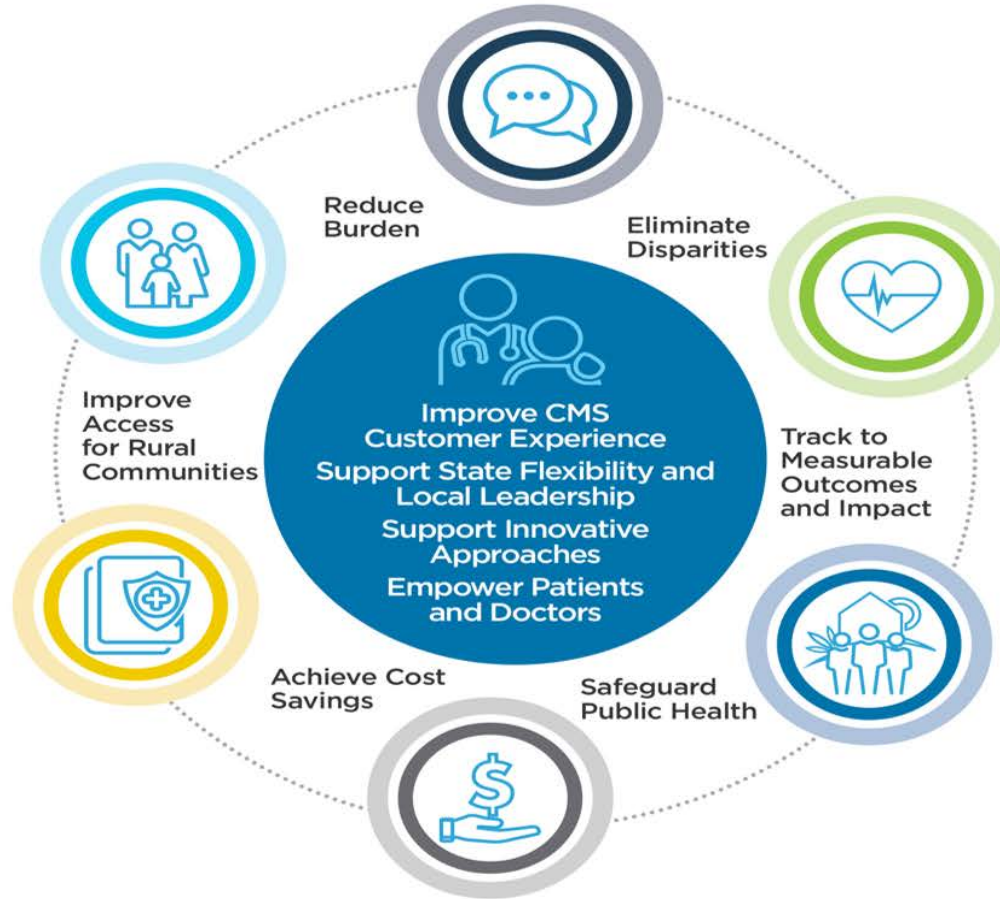 Reduce
Burden
Eliminate
Disparities
Improve
Access
for Rural
Communities
Improve CMS
Customer Experience
Support State Flexibility and
Local Leadership
Support Innovative
Approaches
Empower Patients
and Doctors
Track to
Measurable
Outcomes
and Impact
Achieve Cost
Savings
Safeguard
Public Health
$